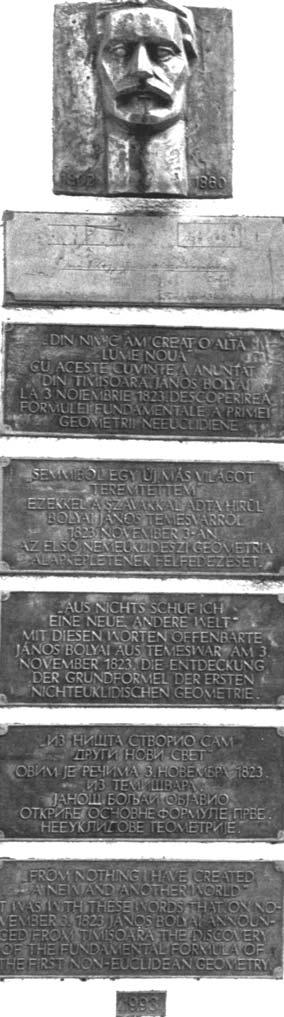 1802 1860
„DIN NIMIC AM CREAT O ALTĂ
LUME NOUĂ”
CU ACESTE CUVINTE A ANUNȚAT
DIN TIMIȘOARA JÁNOS BOLYAI
LA 3 NOIEMBRIE 1823, DESCOPERIREA
FORMULEI FUNDAMENTALE A PRIMEI
GEOMETRII NEEUCLIDIENE.
„SEMMIBŐL EGY ÚJ, MÁS VILÁGOT
TEREMTETTEM”
EZEKKEL A SZAVAKKAL ADTA HÍRÜL
BOLYAI JÁNOS TEMESVÁRRÓL
1823 NOVEMBER 3-ÁN
AZ ELSŐ NEMEUKLIDESZI GEOMETRIA
ALAPKÉPLETÉNEK FELFEDEZÉSÉT.
„AUS NICHTS SCHUF ICH
EINE NEUE, ANDERE WELT”
MIT DIESEN WORTEN OFFENBARTE
JÁNOS BOLYAI AUS TEMESWAR AM 3
NOVEMBER 1823, DIE ENTDECKUNG
DER GRUNDFORMEL DER ERSTEN
NICHTEUKLIDISCHEN GEOMETRIE.
„ИЗ НИШТА СТВОРИО САМ
ДРУГИ НОВИ СВЕТ”
ОВИМ ЈЕ РЕЧИМА 3. НОВЕМБРА 1823.
ИЗ ТЕМИШВАРА
ЈАНОШ БОЉАИ ОБЈАВИО
ОТКРИЋЕ ОСНОВНЕ ФОРМУЛЕ ПРВЕ
НЕЕУКЛИДОВЕ ГЕОМЕТРИЈЕ.
„FROM NOTHING I HAVE CREATED
A NEW AND ANOTHER WORLD”
IT WAS WITH THESE WORDS THAT ON NO-
VEMBER 3, 1823, JÁNOS BOLYAI ANNOUN-
CED FROM TIMIȘOARA THE DISCOVERY
OF THE FUNDAMENTAL FORMULA OF
THE FIRST NON-EUCLIDEAN GEOMETRY.
1993